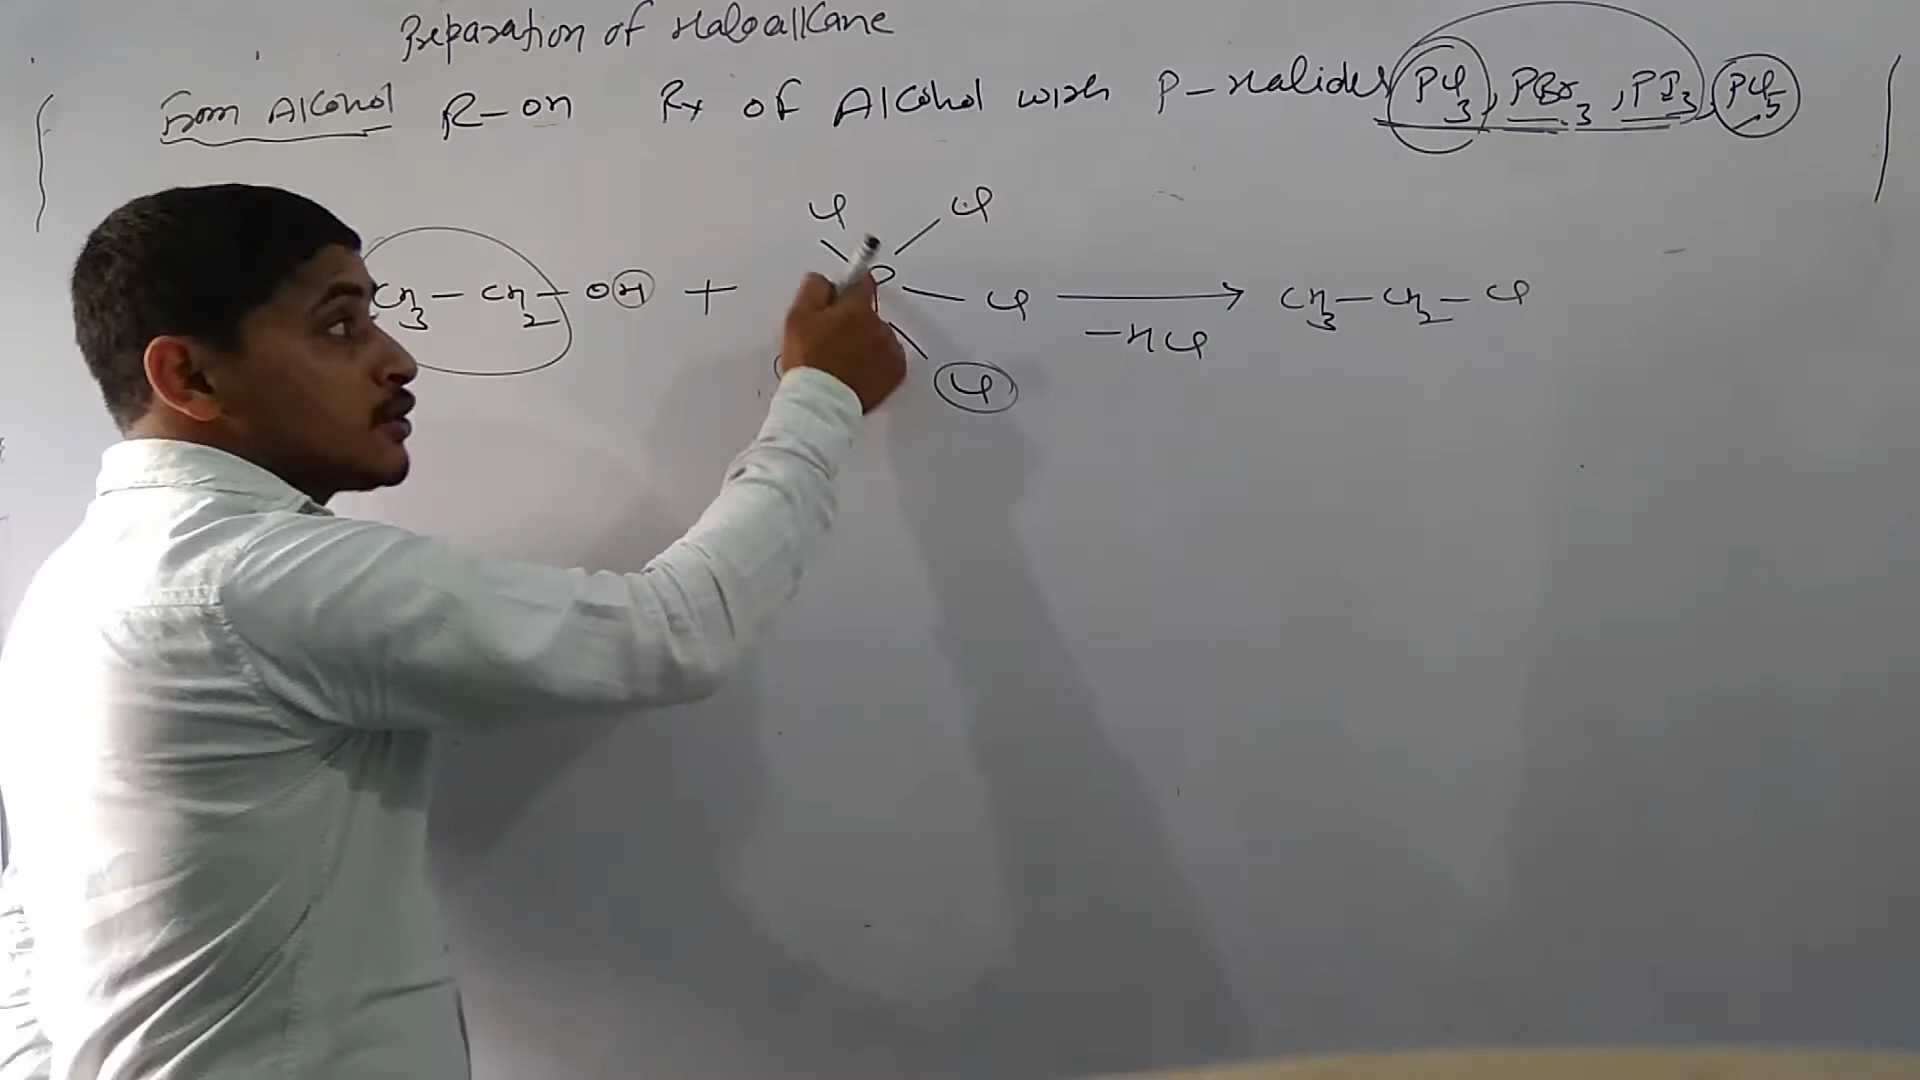 Preparation of Haloalkane
From Alcohol R-OH Rx of Alcohol with P-Halides PCl3, PBr3, PI3, PCl5
Cl Cl
CH3-CH2-OH + P-Cl → CH3-CH2-Cl
-HCl
Cl